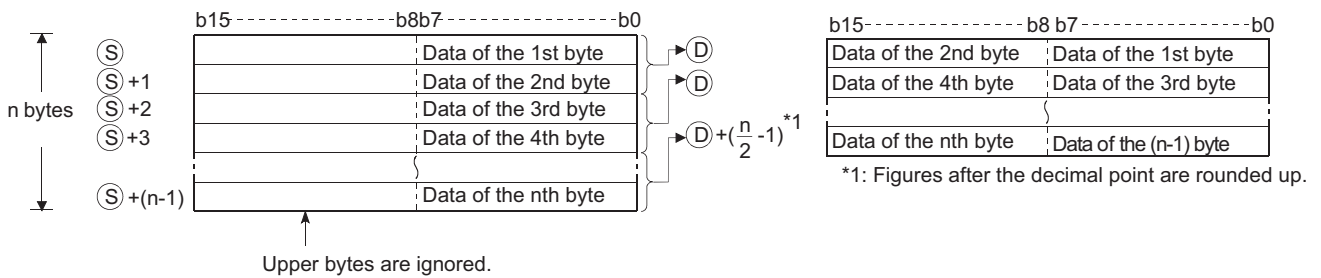 b15 b8b7 b0
n bytes
S Data of the 1st byte D
S +1 Data of the 2nd byte D
S +2 Data of the 3rd byte
S +3 Data of the 4th byte D +(n/2 -1)*1
S +(n-1) Data of the nth byte
Upper bytes are ignored.
b15 b8 b7 b0
Data of the 2nd byte Data of the 1st byte
Data of the 4th byte Data of the 3rd byte
Data of the nth byte Data of the (n-1) byte
*1: Figures after the decimal point are rounded up.